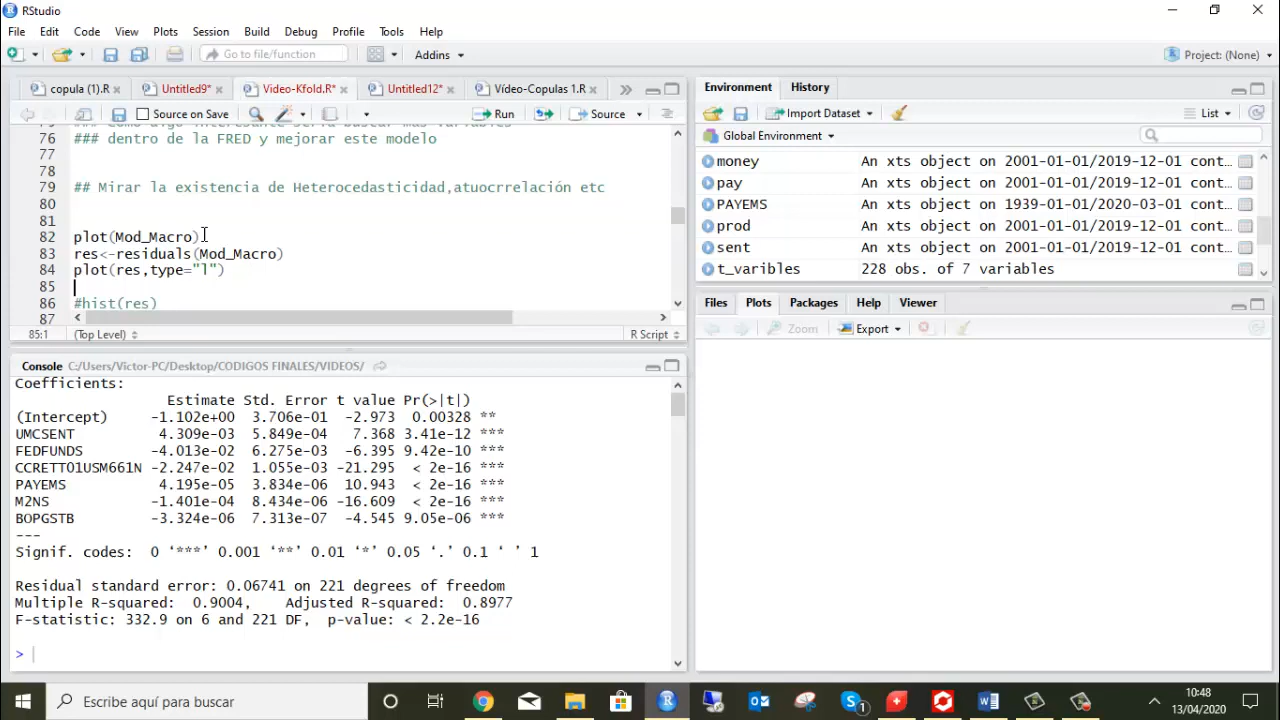 RStudio
File Edit Code View Plots Session Build Debug Profile Tools Help
Go to file/function Addins Project: (None)
copula (1).R Untitled9* Video-Kfold.R* Untitled12* Vídeo-Copulas 1.R
Source on Save Run Source
76 ### dentro de la FRED y mejorar este modelo
77
78
79 ## Mirar la existencia de Heterocedasticidad,atuocrrelación etc
80
81
82 plot(Mod_Macro)
83 res<-residuals(Mod_Macro)
84 plot(res,type="l")
85
86 #hist(res)
87
85:1 (Top Level) R Script
Console C:/Users/Victor-PC/Desktop/CODIGOS FINALES/VIDEOS/
Coefficients:
Estimate Std. Error t value Pr(>|t|)
(Intercept) -1.102e+00 3.706e-01 -2.973 0.00328 **
UMCSENT 4.309e-03 5.849e-04 7.368 3.41e-12 ***
FEDFUNDS -4.013e-02 6.275e-03 -6.395 9.42e-10 ***
CCRETT01USM661N -2.247e-02 1.055e-03 -21.295 < 2e-16 ***
PAYEMS 4.195e-05 3.834e-06 10.943 < 2e-16 ***
M2NS -1.401e-04 8.434e-06 -16.609 < 2e-16 ***
BOPGSTB -3.324e-06 7.313e-07 -4.545 9.05e-06 ***
---
Signif. codes: 0 ‘***’ 0.001 ‘**’ 0.01 ‘*’ 0.05 ‘.’ 0.1 ‘ ’ 1
Residual standard error: 0.06741 on 221 degrees of freedom
Multiple R-squared: 0.9004, Adjusted R-squared: 0.8977
F-statistic: 332.9 on 6 and 221 DF, p-value: < 2.2e-16
>
Environment History
Import Dataset List
Global Environment
money An xts object on 2001-01-01/2019-12-01 cont...
pay An xts object on 2001-01-01/2019-12-01 cont...
PAYEMS An xts object on 1939-01-01/2020-03-01 cont...
prod An xts object on 2001-01-01/2019-12-01 cont...
sent An xts object on 2001-01-01/2019-12-01 cont...
t_varibles 228 obs. of 7 variables
Files Plots Packages Help Viewer
Zoom Export
Escribe aquí para buscar
10:48
13/04/2020